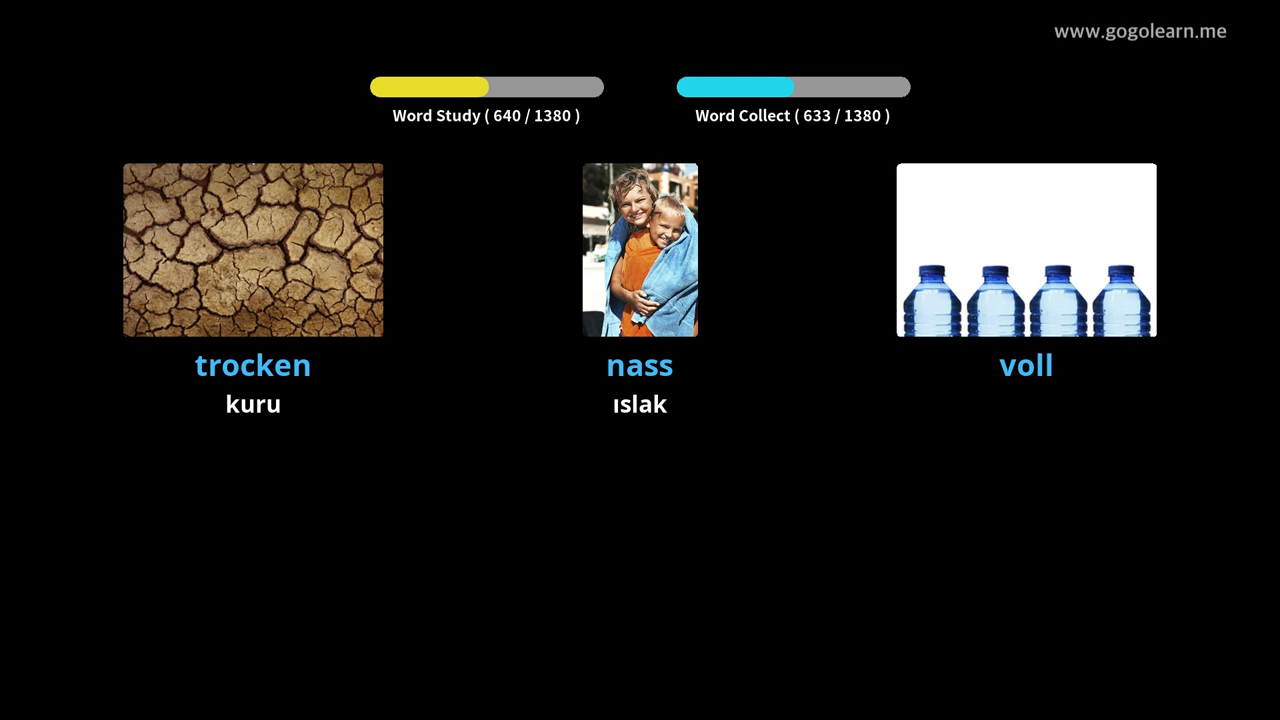 www.gogolearn.me
Word Study ( 640 / 1380 )
Word Collect ( 633 / 1380 )
trocken
nass
voll
kuru
ıslak